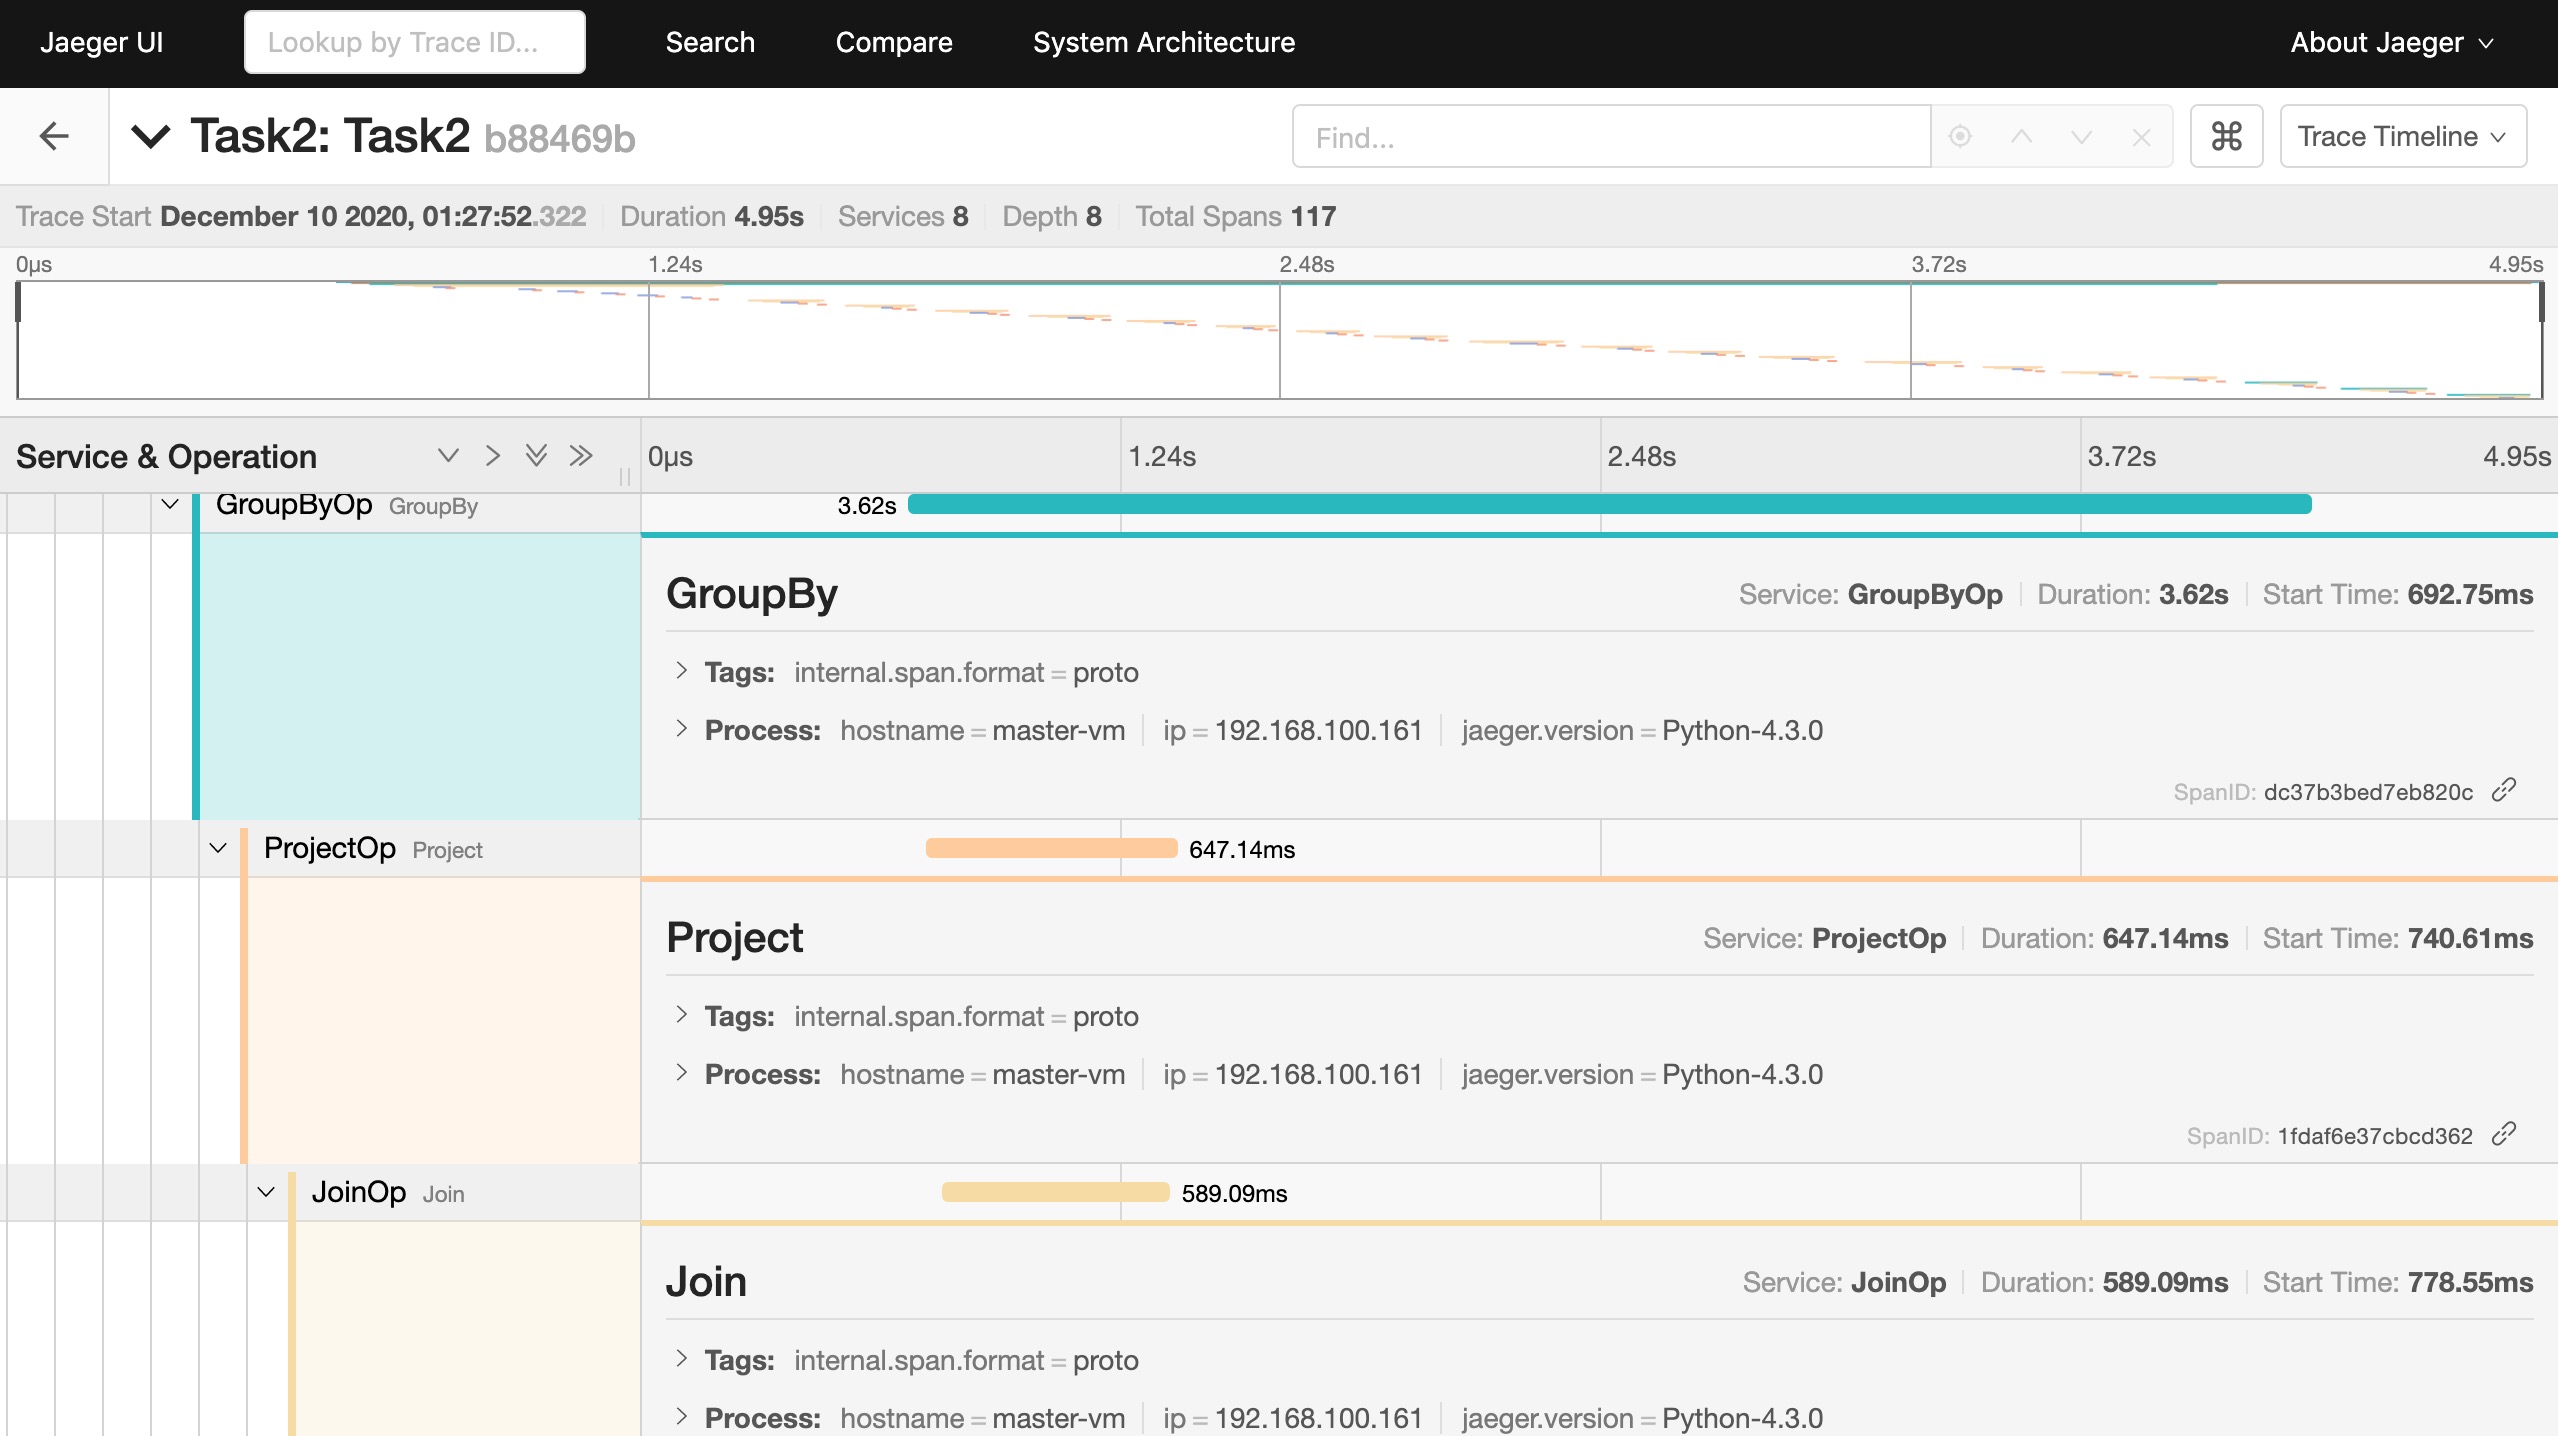 Jaeger UI Lookup by Trace ID... Search Compare System Architecture About Jaeger
Task2: Task2 b88469b Find... ⌘ Trace Timeline
Trace Start December 10 2020, 01:27:52.322 Duration 4.95s Services 8 Depth 8 Total Spans 117
0μs 1.24s 2.48s 3.72s 4.95s
Service & Operation 0μs 1.24s 2.48s 3.72s 4.95s
GroupByOp GroupBy 3.62s
GroupBy Service: GroupByOp Duration: 3.62s Start Time: 692.75ms
Tags: internal.span.format = proto
Process: hostname = master-vm ip = 192.168.100.161 jaeger.version = Python-4.3.0
SpanID: dc37b3bed7eb820c
ProjectOp Project 647.14ms
Project Service: ProjectOp Duration: 647.14ms Start Time: 740.61ms
Tags: internal.span.format = proto
Process: hostname = master-vm ip = 192.168.100.161 jaeger.version = Python-4.3.0
SpanID: 1fdaf6e37cbcd362
JoinOp Join 589.09ms
Join Service: JoinOp Duration: 589.09ms Start Time: 778.55ms
Tags: internal.span.format = proto
Process: hostname = master-vm ip = 192.168.100.161 jaeger.version = Python-4.3.0